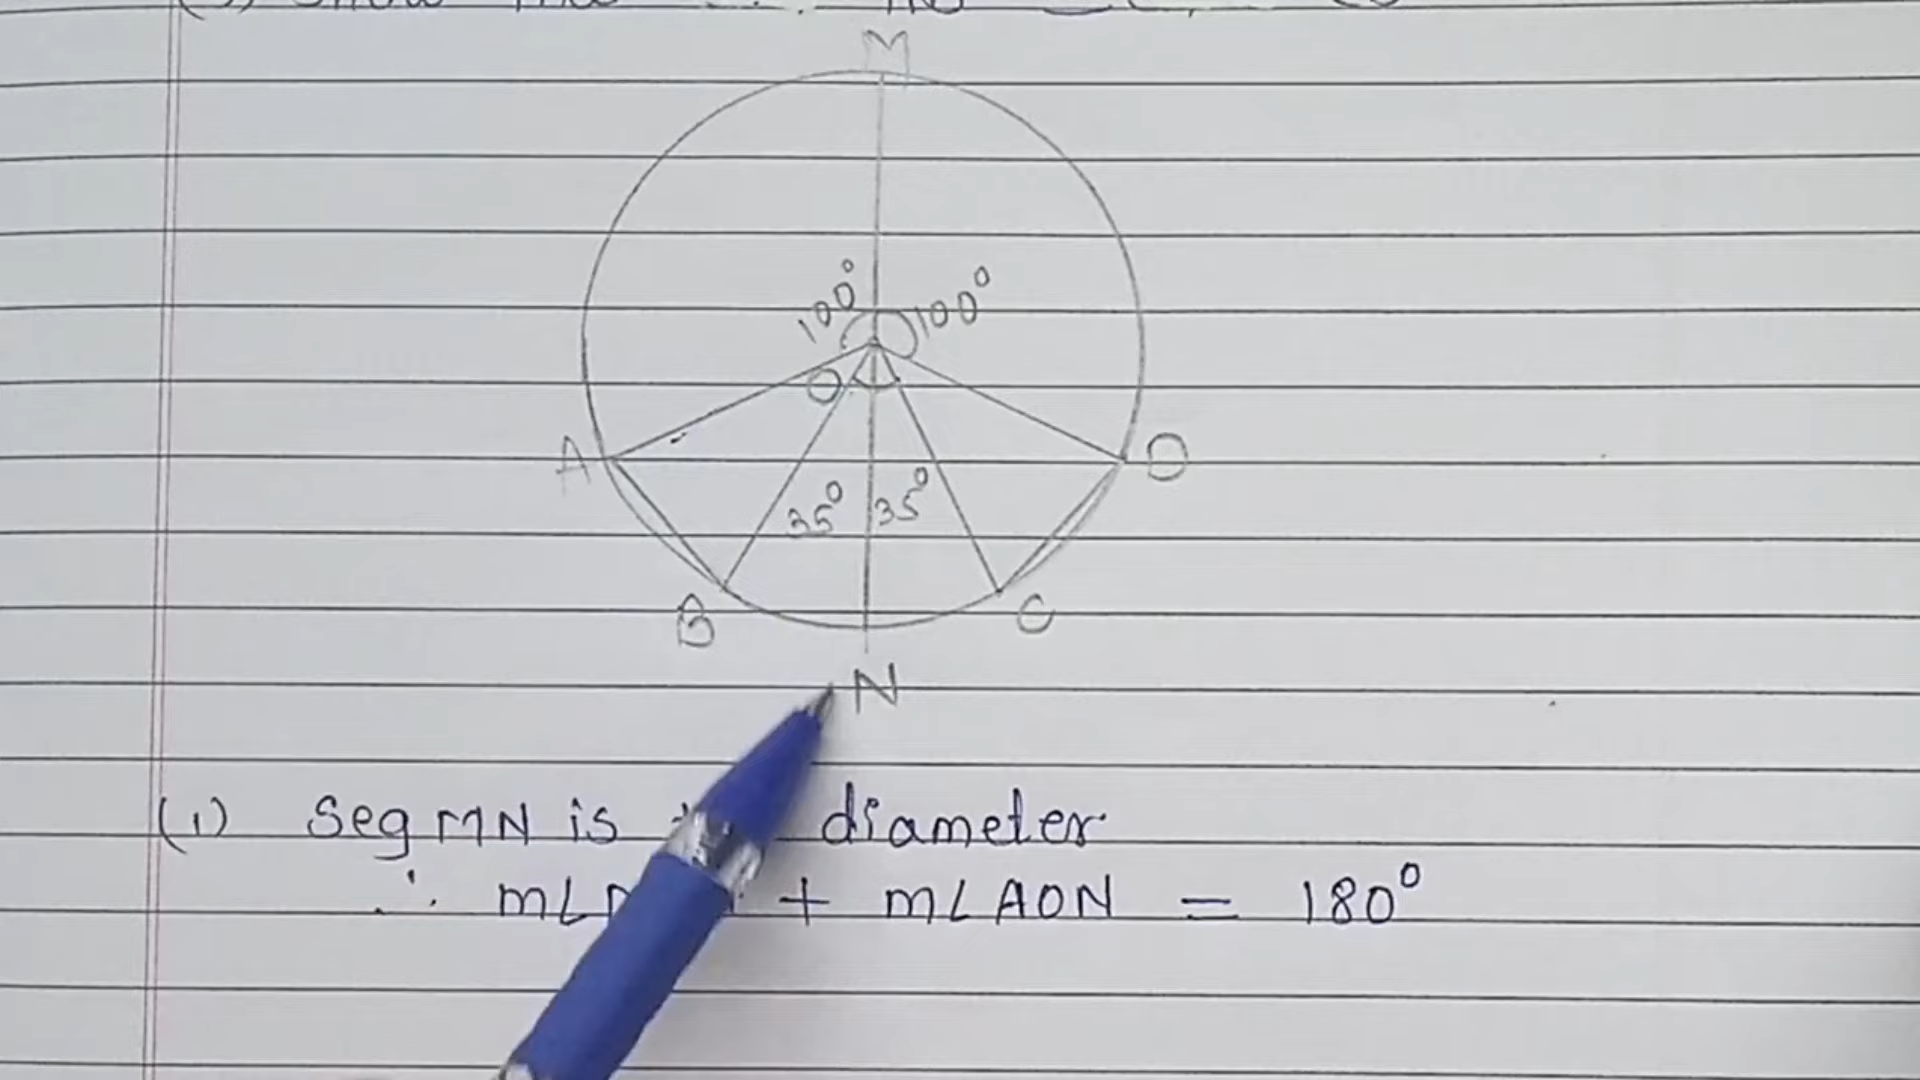 M
100° 100°
O
A D
35° 35°
B C
N
(1) Seg MN is diameter
∴ + m∠AON = 180°